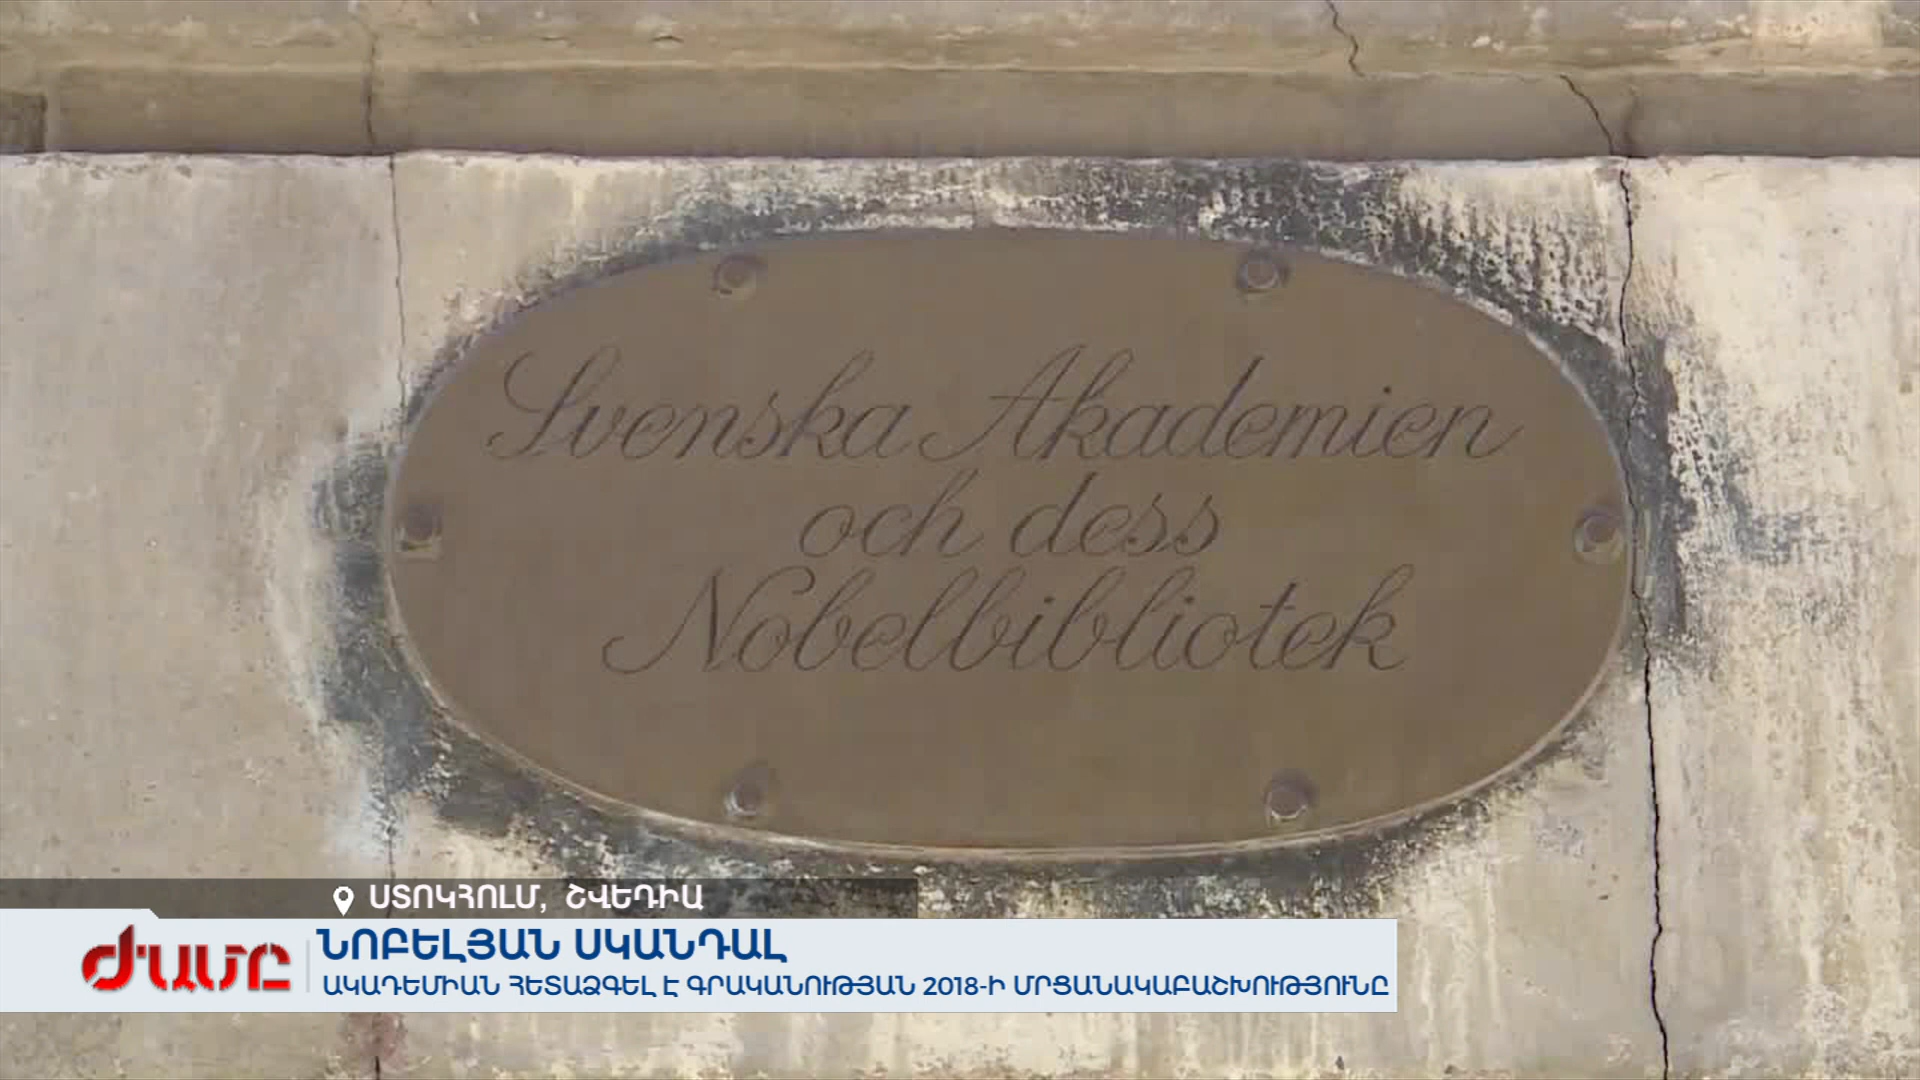 Svenska Akademien
och dess
Nobelbibliotek
ՍՏՈԿՀՈԼՄ, ՇՎԵԴԻԱ
ԺԱՄԸ
ՆՈԲԵԼՅԱՆ ՍԿԱՆԴԱԼ
ԱԿԱԴԵՄԻԱՆ ՀԵՏԱՁԳԵԼ Է ԳՐԱԿԱՆՈՒԹՅԱՆ 2018-Ի ՄՐՑԱՆԱԿԱԲԱՇԽՈՒԹՅՈՒՆԸ